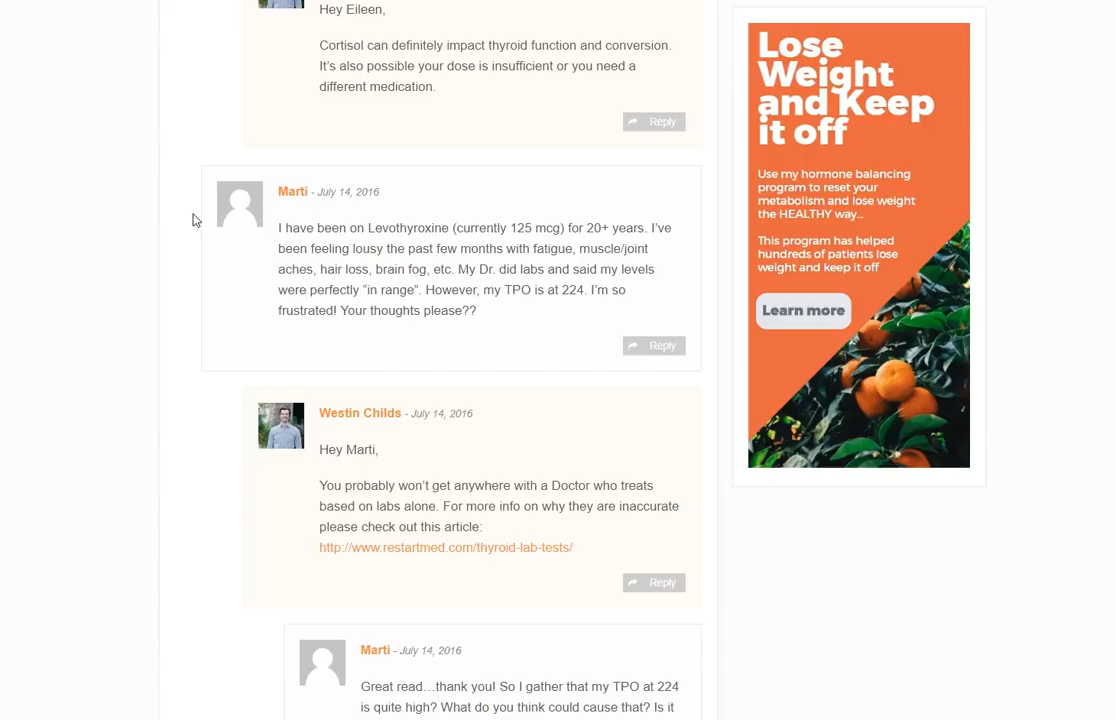 Hey Eileen,
Cortisol can definitely impact thyroid function and conversion.
It's also possible your dose is insufficient or you need a
different medication.
Reply
Marti - July 14, 2016
I have been on Levothyroxine (currently 125 mcg) for 20+ years. I've
been feeling lousy the past few months with fatigue, muscle/joint
aches, hair loss, brain fog, etc. My Dr. did labs and said my levels
were perfectly “in range”. However, my TPO is at 224. I'm so
frustrated! Your thoughts please??
Reply
Westin Childs - July 14, 2016
Hey Marti,
You probably won't get anywhere with a Doctor who treats
based on labs alone. For more info on why they are inaccurate
please check out this article:
http://www.restartmed.com/thyroid-lab-tests/
Reply
Marti - July 14, 2016
Great read…thank you! So I gather that my TPO at 224
is quite high? What do you think could cause that? Is it
Lose
Weight
and Keep
it off
Use my hormone balancing
program to reset your
metabolism and lose weight
the HEALTHY way...
This program has helped
hundreds of patients lose
weight and keep it off
Learn more